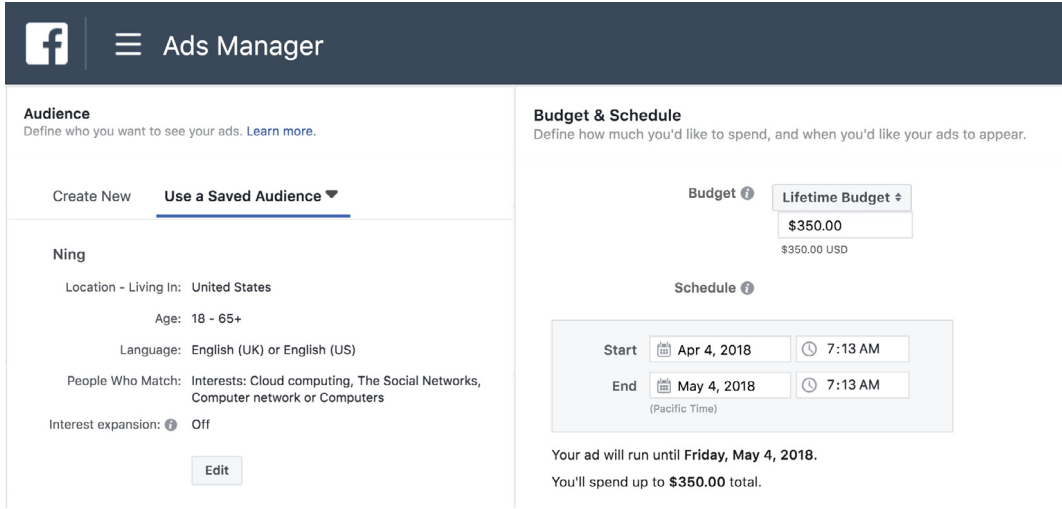 Ads Manager
Audience
Define who you want to see your ads. Learn more.
Create New Use a Saved Audience
Ning
Location - Living In: United States
Age: 18 - 65+
Language: English (UK) or English (US)
People Who Match: Interests: Cloud computing, The Social Networks,
Computer network or Computers
Interest expansion: Off
Edit
Budget & Schedule
Define how much you'd like to spend, and when you'd like your ads to appear.
Budget Lifetime Budget
$350.00
$350.00 USD
Schedule
Start Apr 4, 2018 7:13 AM
End May 4, 2018 7:13 AM
(Pacific Time)
Your ad will run until Friday, May 4, 2018.
You'll spend up to $350.00 total.